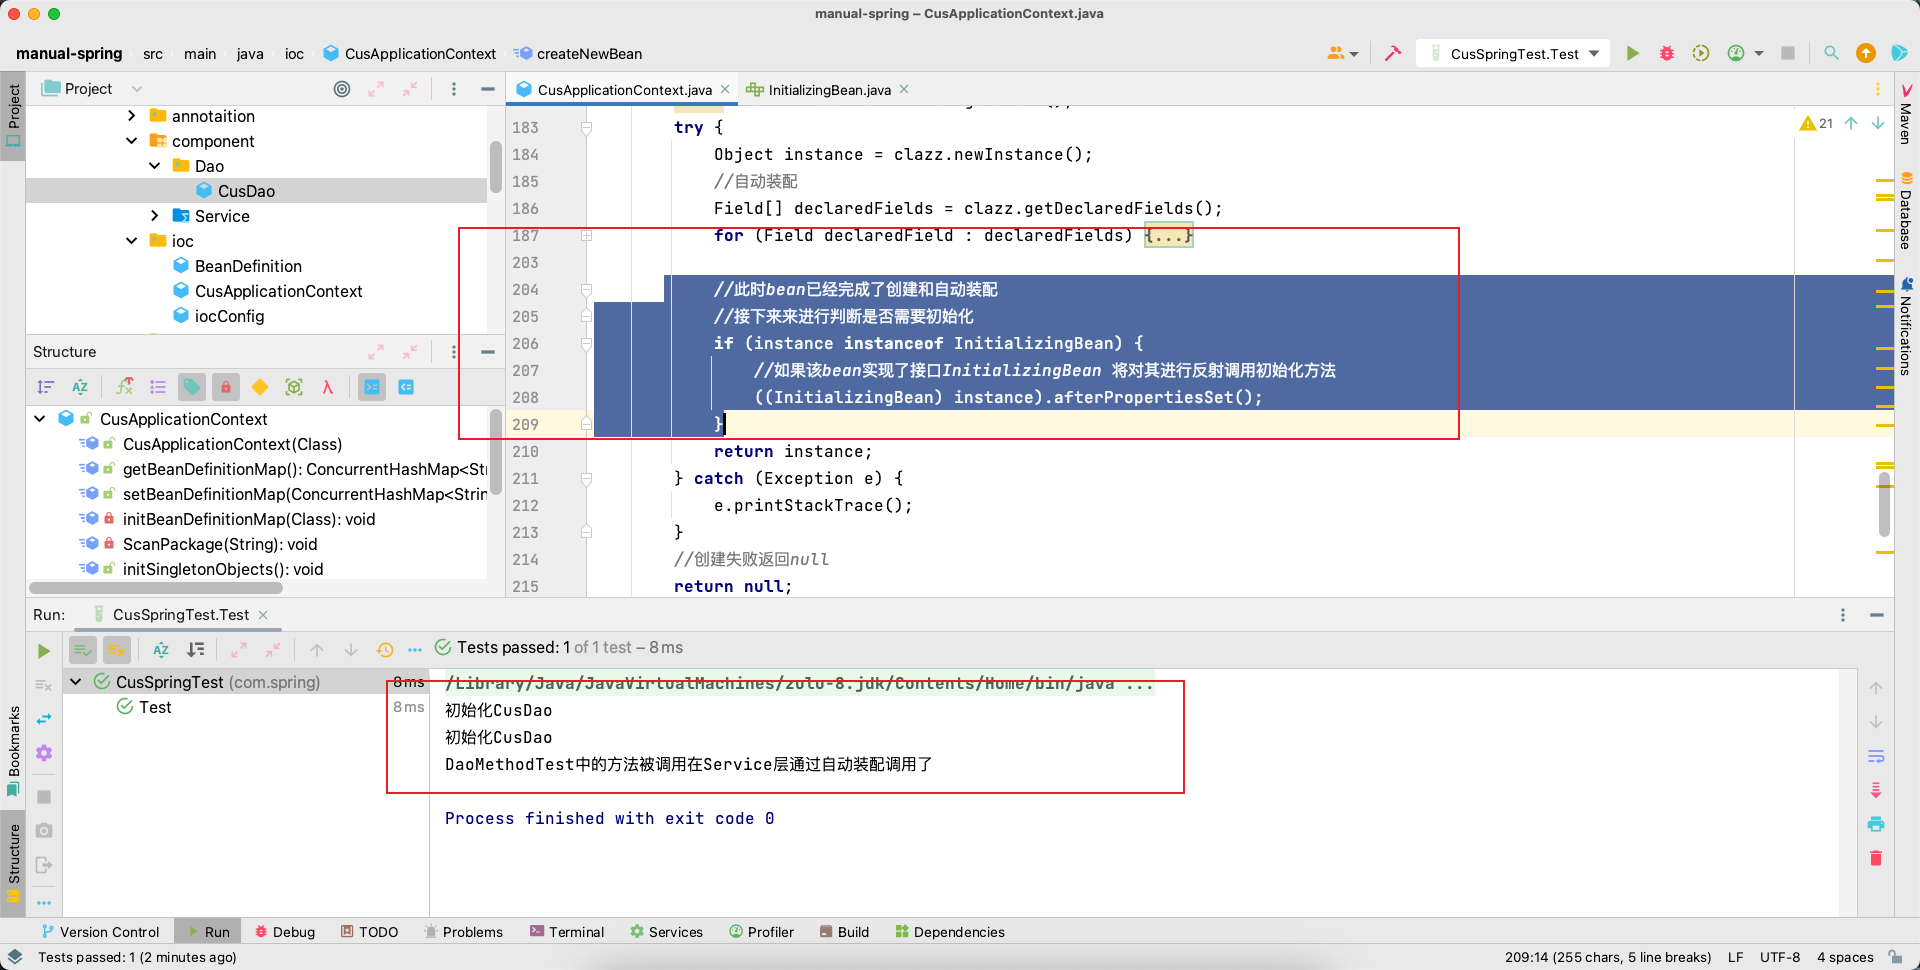 manual-spring – CusApplicationContext.java
manual-spring src main java ioc CusApplicationContext createNewBean
CusSpringTest.Test
Project
CusApplicationContext.java
InitializingBean.java
annotaition
component
Dao
CusDao
Service
ioc
BeanDefinition
CusApplicationContext
iocConfig
Structure
CusApplicationContext
CusApplicationContext(Class)
getBeanDefinitionMap(): ConcurrentHashMap<Stri
setBeanDefinitionMap(ConcurrentHashMap<String
initBeanDefinitionMap(Class): void
ScanPackage(String): void
initSingletonObjects(): void
21
183 try {
184 Object instance = clazz.newInstance();
185 //自动装配
186 Field[] declaredFields = clazz.getDeclaredFields();
187 for (Field declaredField : declaredFields) {...}
203
204 //此时bean已经完成了创建和自动装配
205 //接下来来进行判断是否需要初始化
206 if (instance instanceof InitializingBean) {
207 //如果该bean实现了接口InitializingBean 将对其进行反射调用初始化方法
208 ((InitializingBean) instance).afterPropertiesSet();
209 }
210 return instance;
211 } catch (Exception e) {
212 e.printStackTrace();
213 }
214 //创建失败返回null
215 return null;
Project
Bookmarks
Structure
Maven
Database
Notifications
Run: CusSpringTest.Test
Tests passed: 1 of 1 test – 8 ms
CusSpringTest (com.spring) 8 ms
Test 8 ms
/Library/Java/JavaVirtualMachines/zulu-8.jdk/Contents/Home/bin/java ...
初始化CusDao
初始化CusDao
DaoMethodTest中的方法被调用在Service层通过自动装配调用了
Process finished with exit code 0
Version Control Run Debug TODO Problems Terminal Services Profiler Build Dependencies
Tests passed: 1 (2 minutes ago)
209:14 (255 chars, 5 line breaks) LF UTF-8 4 spaces